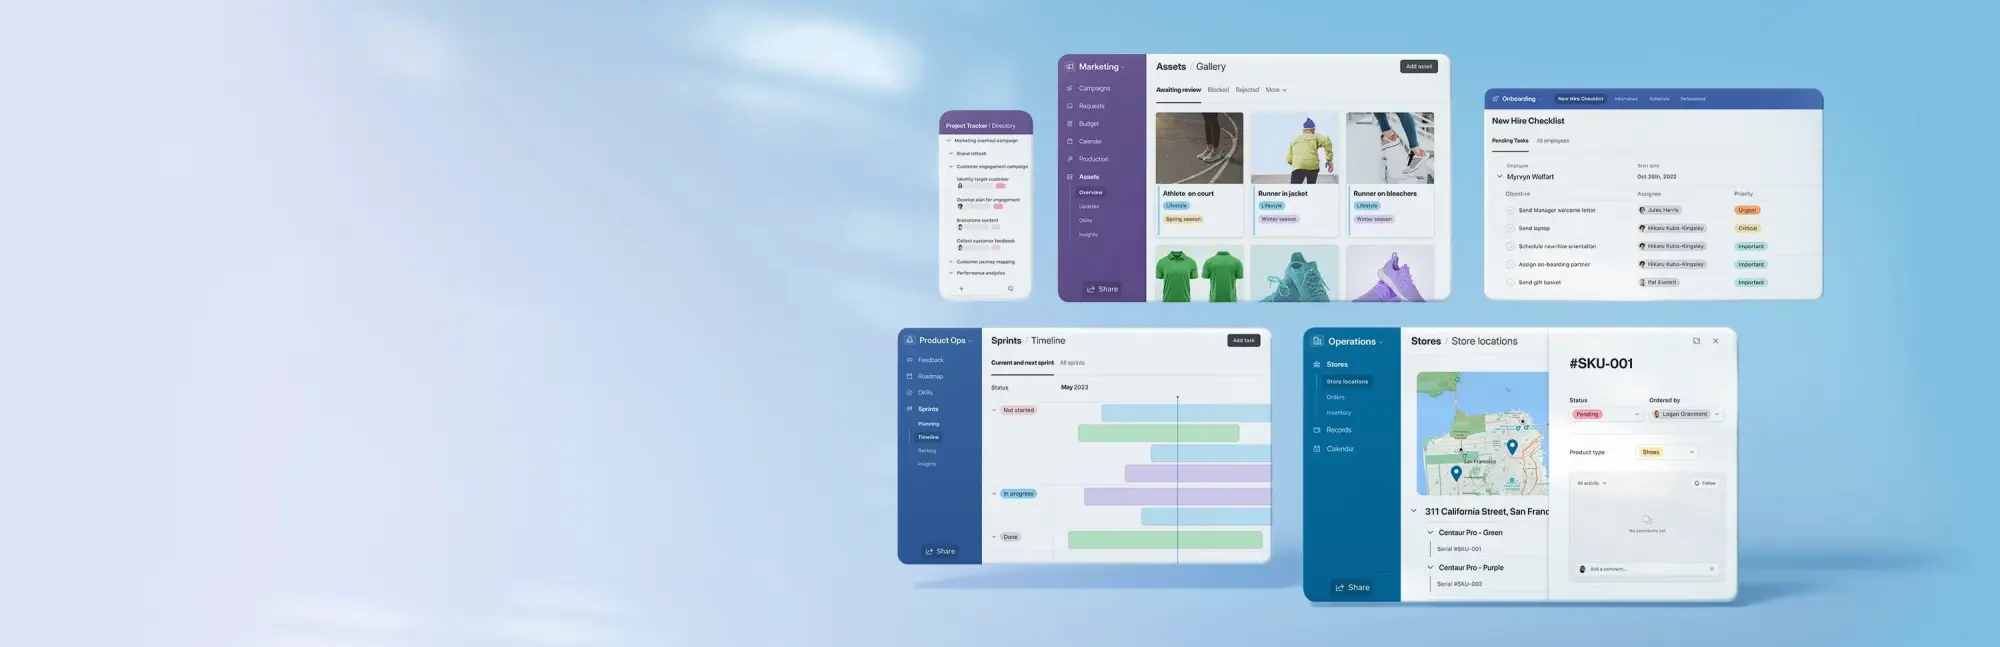 Project Tracker / Directory
Marketing overhaul campaign
Brand refresh
Customer engagement campaign
Identify target customer
Develop plan for engagement
Brainstorm content
Collect customer feedback
Customer journey mapping
Performance analytics
Marketing
Campaigns
Requests
Budget
Calendar
Production
Assets
Overview
Updates
OKRs
Insights
Share
Assets / Gallery
Add asset
Awaiting review Blocked Rejected More
Athlete on court
Lifestyle
Spring season
Runner in jacket
Lifestyle
Winter season
Runner on bleachers
Lifestyle
Winter season
Onboarding New Hire Checklist Interviews Referrals References
New Hire Checklist
Pending Tasks All employees
Employee Start date
Myrvyn Wolfart Oct 26th, 2022
Objective Assignee Priority
Send Manager welcome letter Jules Harris Urgent
Send laptop Hikaru Kubo-Kingsley Critical
Schedule new-hire orientation Hikaru Kubo-Kingsley Important
Assign on-boarding partner Hikaru Kubo-Kingsley Important
Send gift basket Pat Everett Important
Product Ops
Feedback
Roadmap
OKRs
Sprints
Planning
Timeline
Backlog
Insights
Share
Sprints / Timeline
Add task
Current and next sprint All sprints
Status May 2023
Not started
In progress
Done
Operations
Stores
Store locations
Orders
Inventory
Records
Calendar
Share
Stores / Store locations
San Francisco
311 California Street, San Franc
Centaur Pro - Green
Serial #SKU-001
Centaur Pro - Purple
Serial #SKU-002
#SKU-001
Status Ordered by
Pending Logan Granmont
Product type Shoes
All activity Follow
No comments yet
Add a comment...